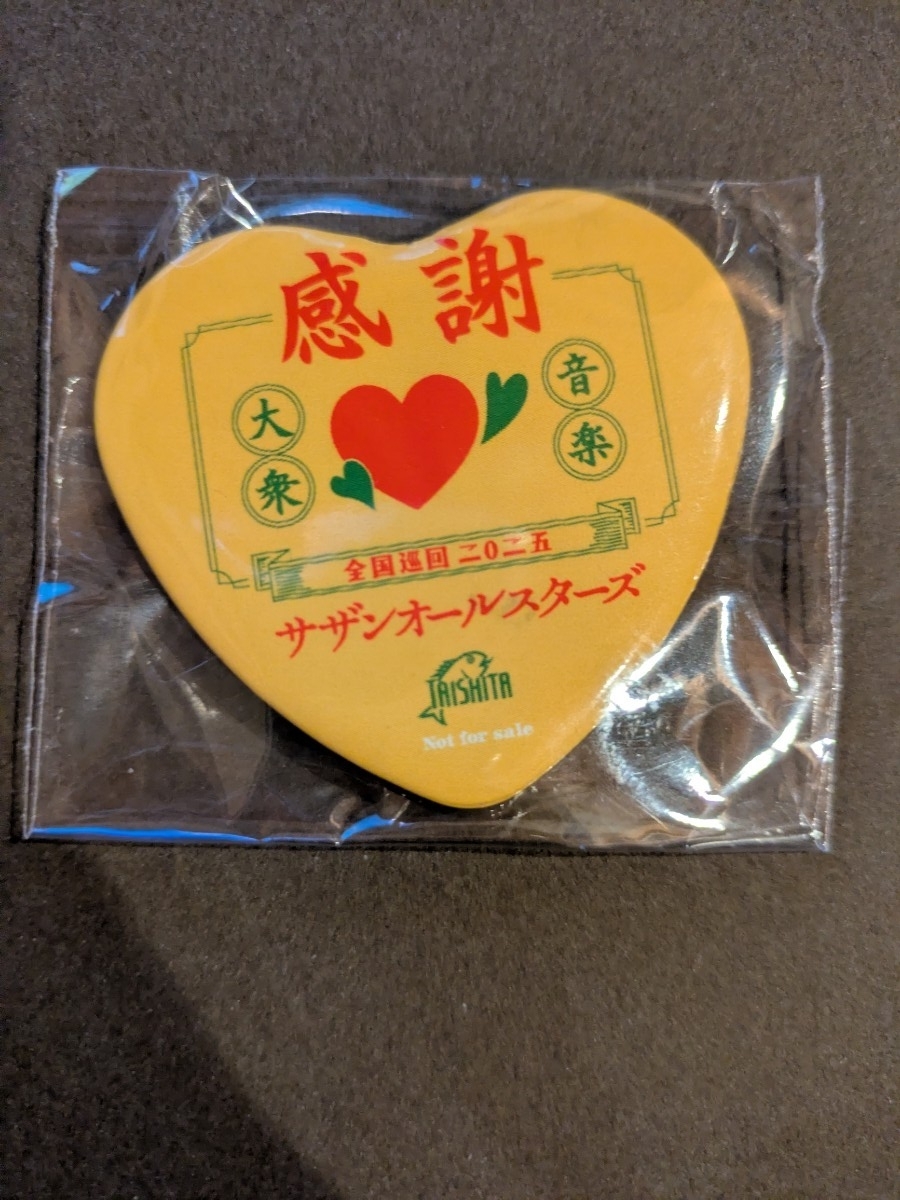 感謝
大衆
音楽
全国巡回 二〇二五
サザンオールスターズ
TAISHITA
Not for sale